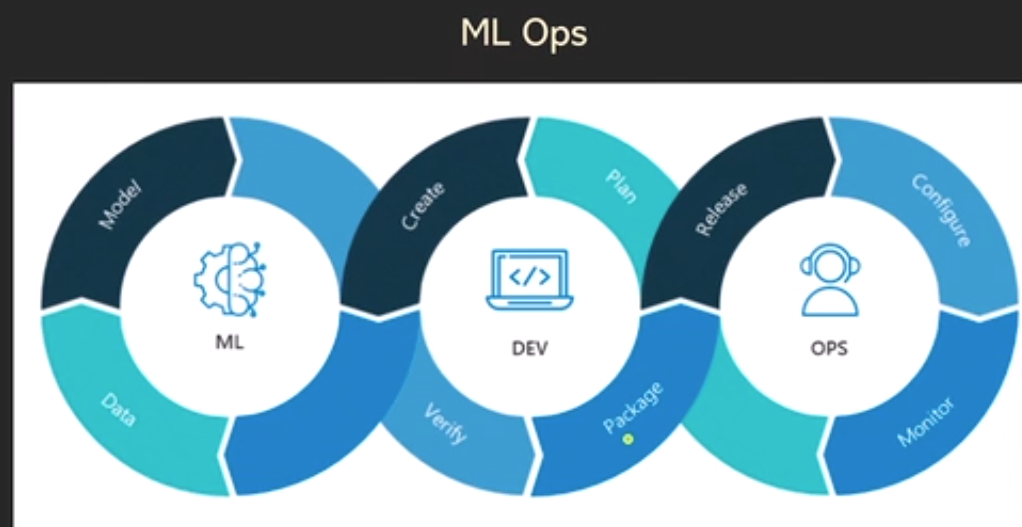 ML Ops
Model
Create
Plan
Release
Configure
ML
DEV
OPS
Data
Verify
Package
Monitor